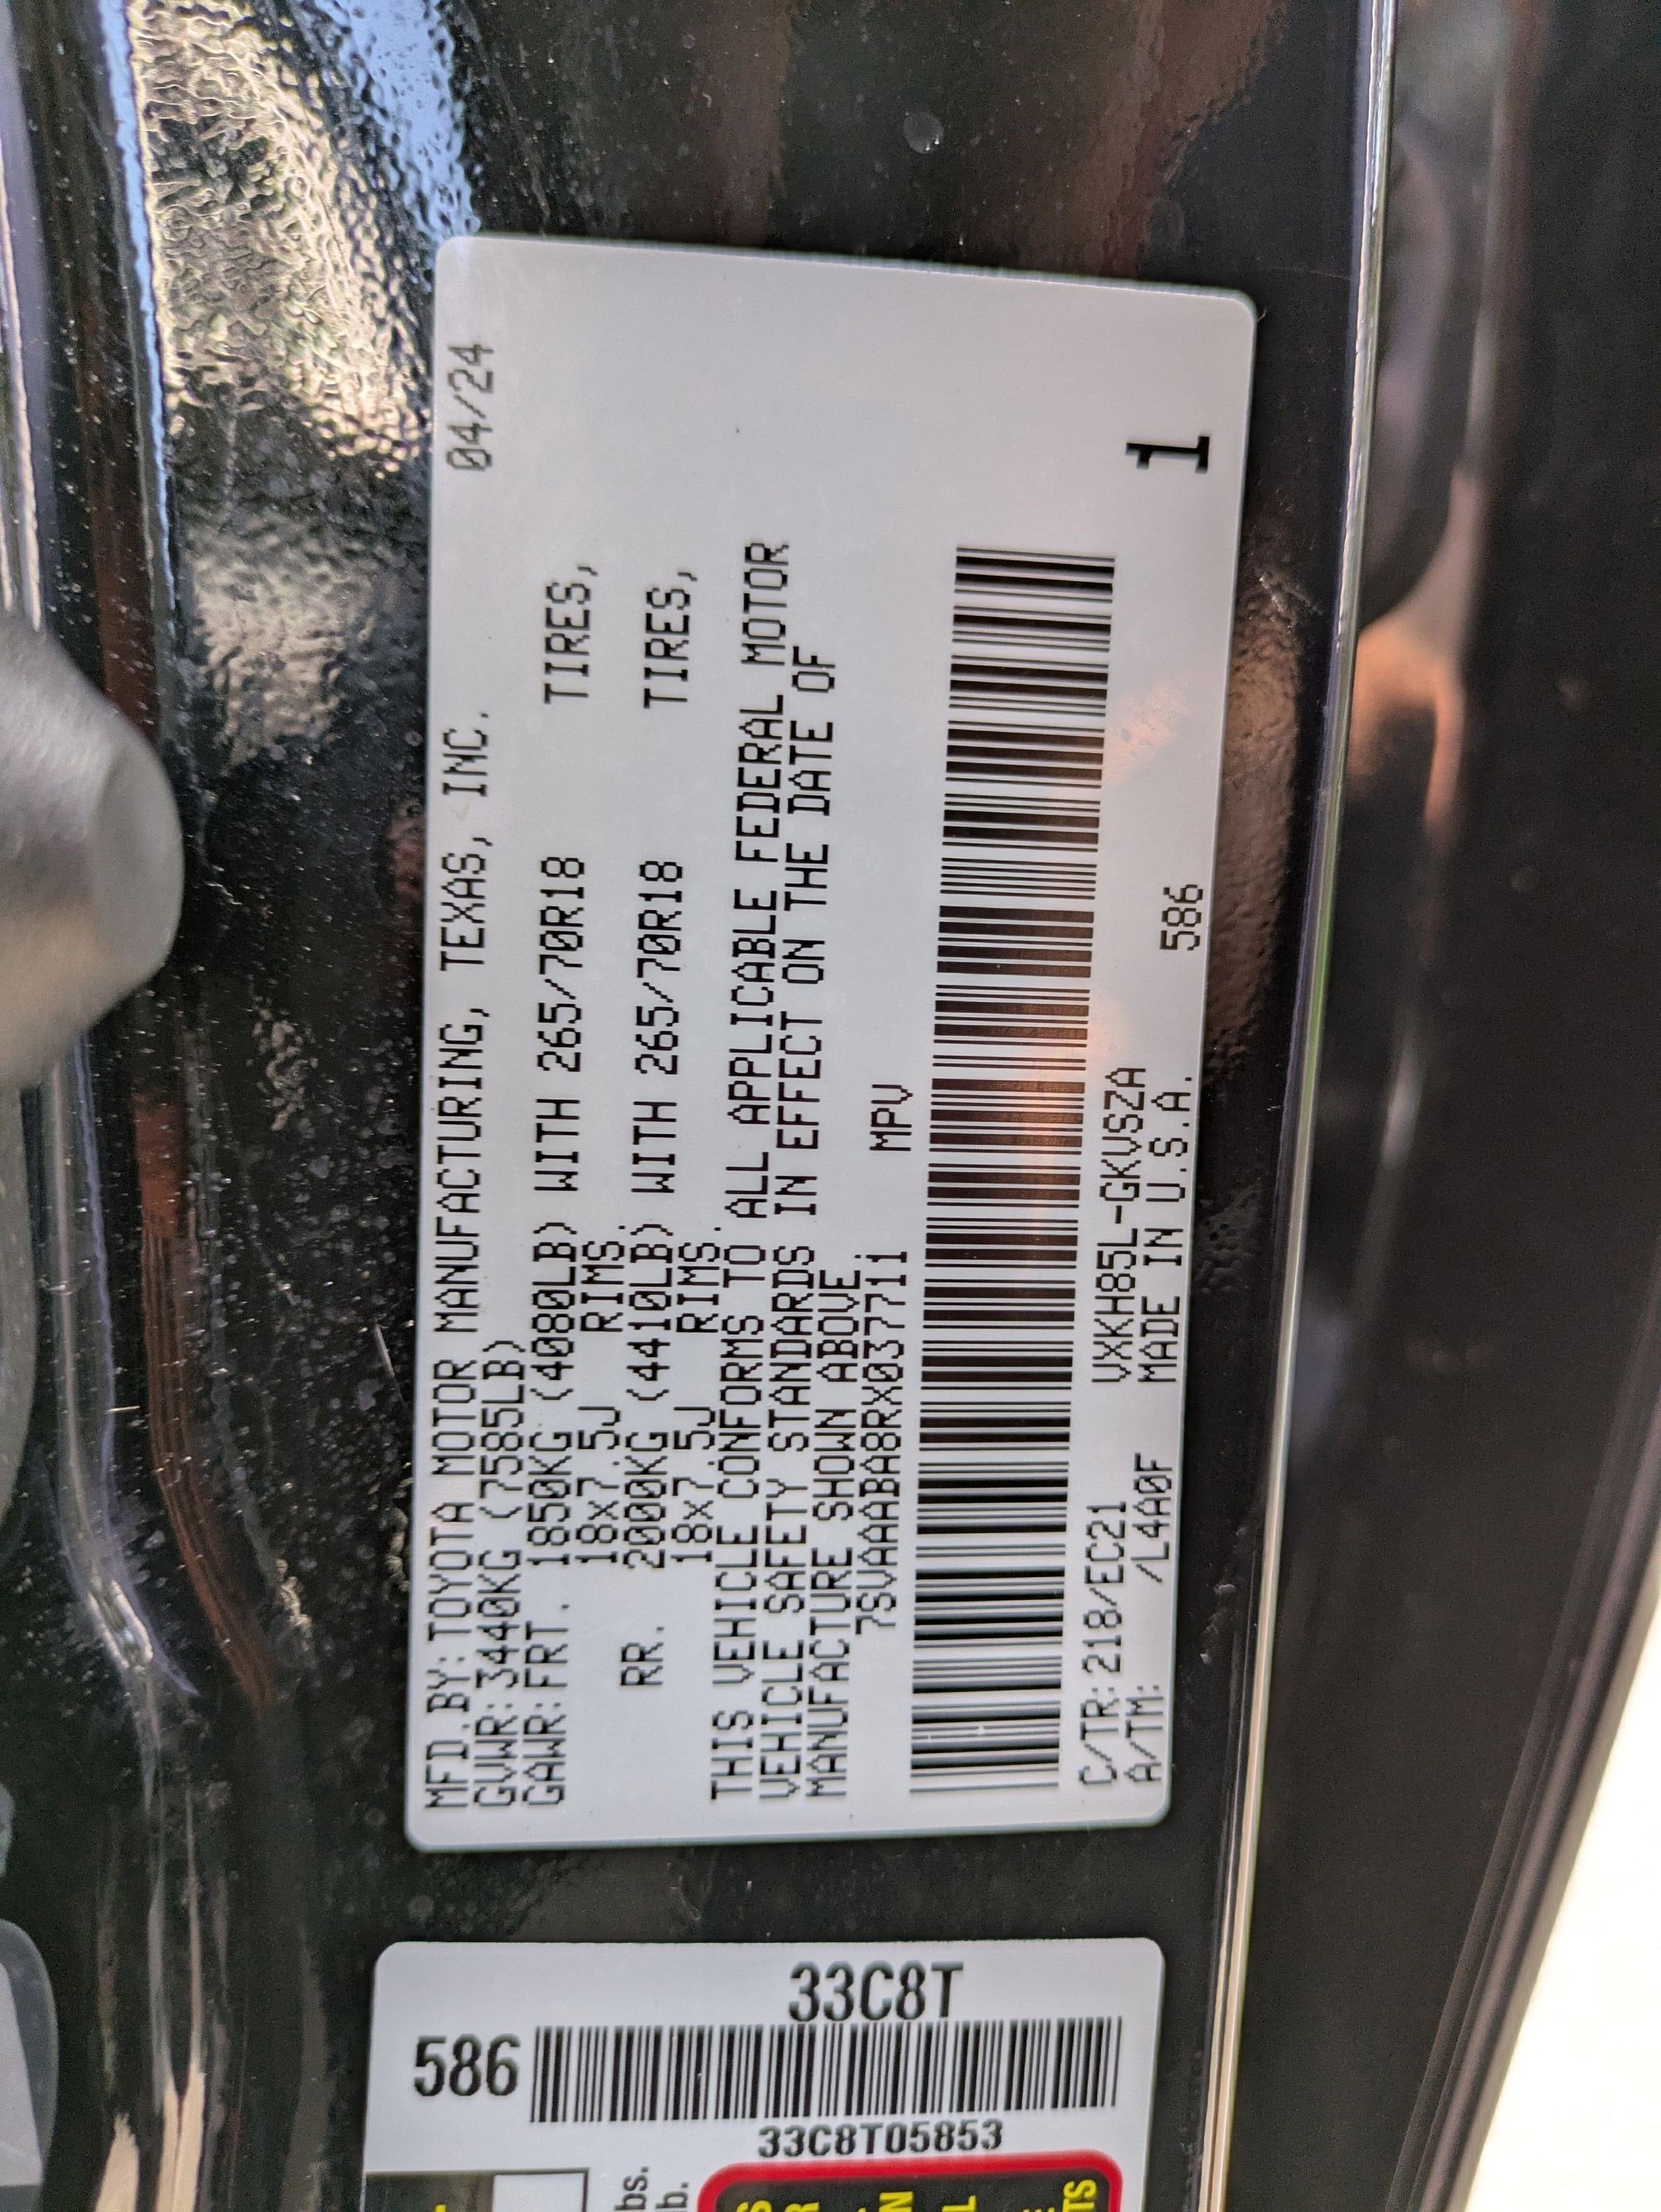 MFD.BY:TOYOTA MOTOR MANUFACTURING, TEXAS, INC. 04/24
GVWR:3440KG (7585LB)
GAWR:FRT. 1850KG (4080LB) WITH 265/70R18 TIRES,
18x7.5J RIMS
RR. 2000KG (4410LB) WITH 265/70R18 TIRES,
18x7.5J RIMS.
THIS VEHICLE CONFORMS TO ALL APPLICABLE FEDERAL MOTOR
VEHICLE SAFETY STANDARDS IN EFFECT ON THE DATE OF
MANUFACTURE SHOWN ABOVE.
7SVAABA8RX037711 MPV
C/TR:218/EC21 VXKH85L-GKVSZA
A/TM: /L4A0F MADE IN U.S.A. 586
1
586
33C8T
33C8T05853